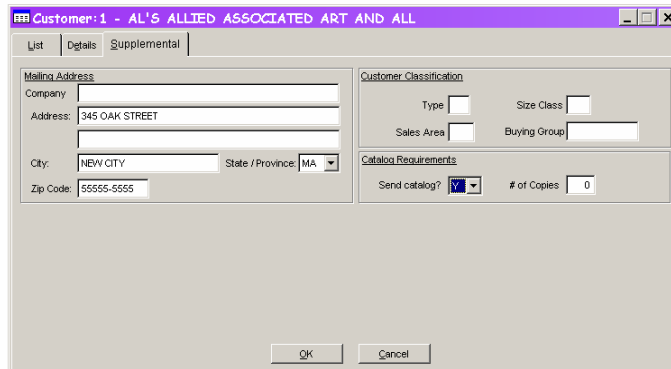 Customer:1 - AL'S ALLIED ASSOCIATED ART AND ALL
List Details Supplemental
Mailing Address
Company
Address: 345 OAK STREET
City: NEW CITY State / Province: MA
Zip Code: 55555-5555
Customer Classification
Type Size Class
Sales Area Buying Group
Catalog Requirements
Send catalog? Y # of Copies 0
OK Cancel